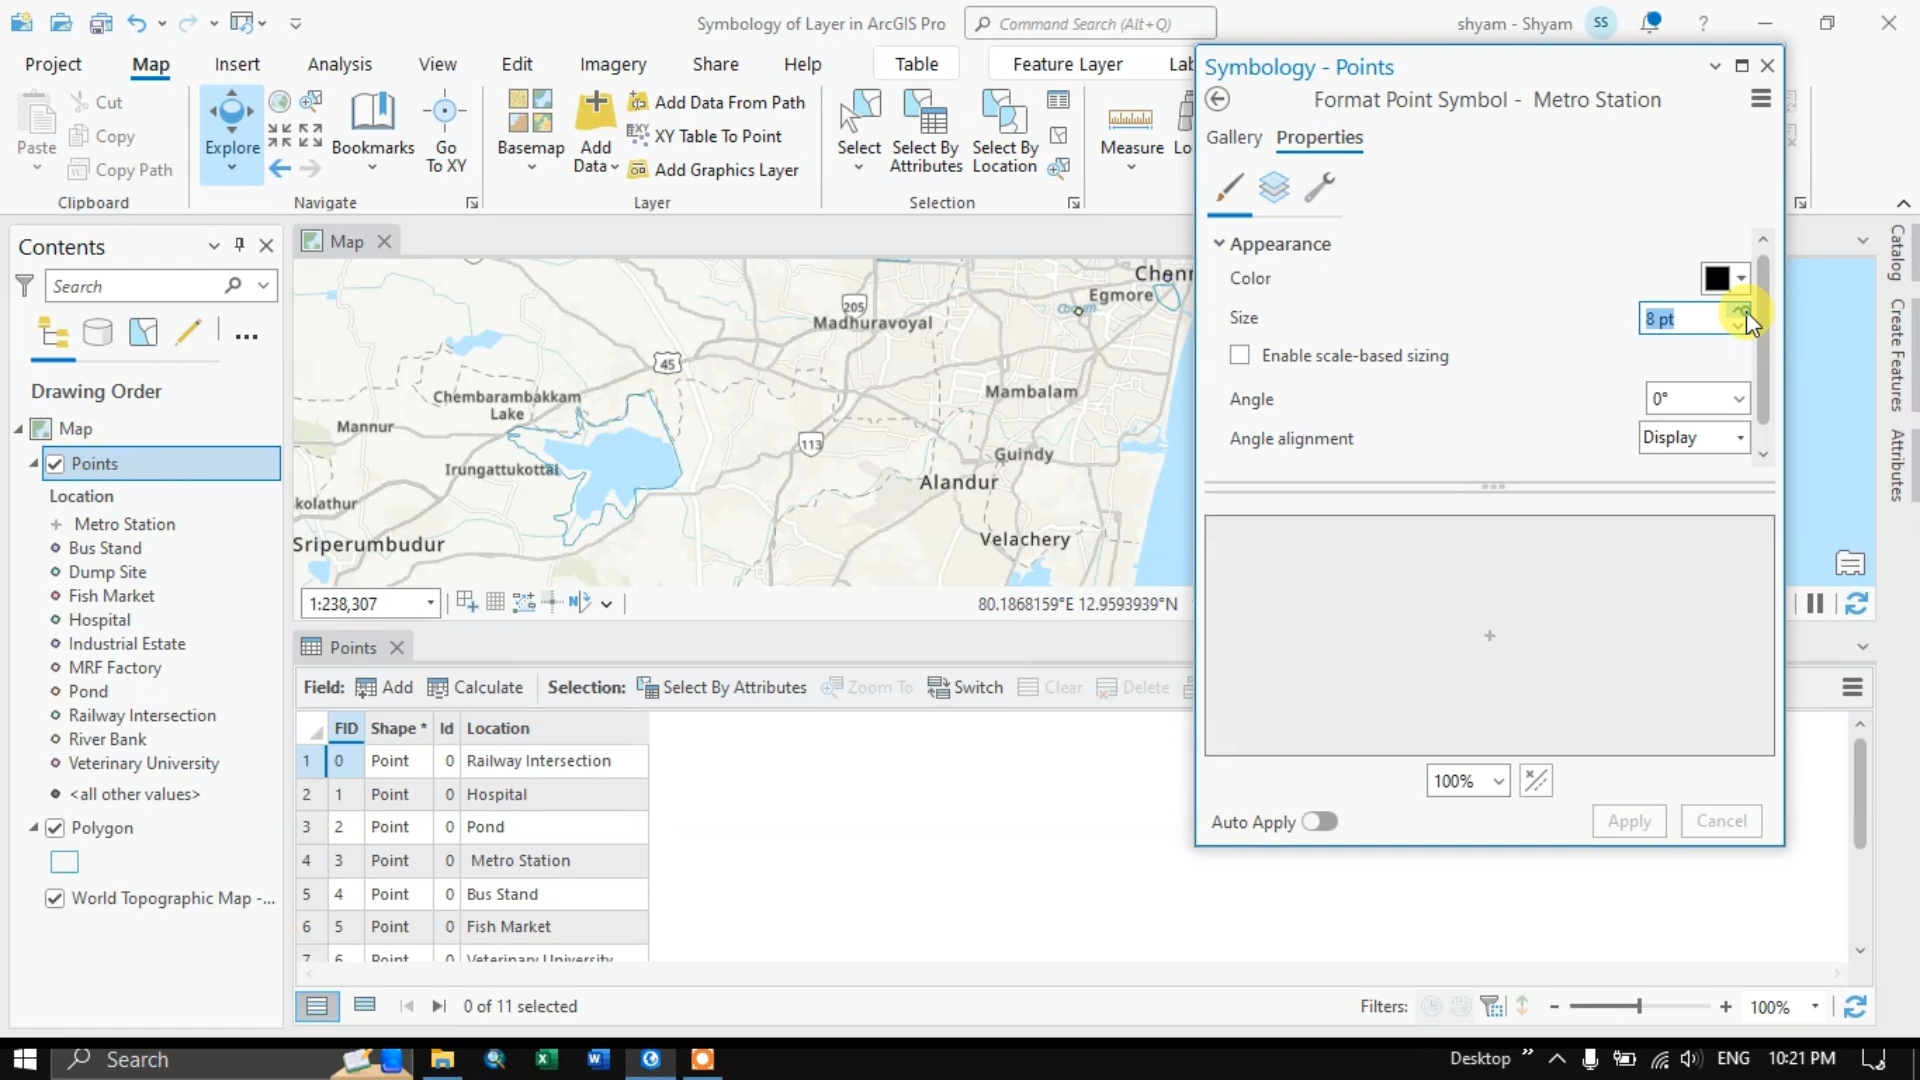 Symbology of Layer in ArcGIS Pro
Command Search (Alt+Q)
shyam - Shyam
SS
?
Project
Map
Insert
Analysis
View
Edit
Imagery
Share
Help
Table
Feature Layer
Paste
Cut
Copy
Copy Path
Clipboard
Explore
Bookmarks
Go
To XY
Navigate
Basemap
Add
Data
Add Data From Path
XY Table To Point
Add Graphics Layer
Layer
Select
Select By
Attributes
Select By
Location
Selection
Measure
Symbology - Points
Format Point Symbol - Metro Station
Gallery
Properties
Appearance
Color
Size
8 pt
Enable scale-based sizing
Angle
0°
Angle alignment
Display
100%
Auto Apply
Apply
Cancel
Catalog
Create Features
Attributes
Contents
Search
Drawing Order
Map
Points
Location
Metro Station
Bus Stand
Dump Site
Fish Market
Hospital
Industrial Estate
MRF Factory
Pond
Railway Intersection
River Bank
Veterinary University
<all other values>
Polygon
World Topographic Map -...
Map
205
Madhuravoyal
Egmore
45
Chembarambakkam
Lake
Mannur
Irungattukottai
kolathur
Sriperumbudur
113
Mambalam
Guindy
Alandur
Velachery
1:238,307
80.1868159°E 12.9593939°N
Points
Field:
Add
Calculate
Selection:
Select By Attributes
Zoom To
Switch
Clear
Delete
FID Shape * Id Location
1 0 Point 0 Railway Intersection
2 1 Point 0 Hospital
3 2 Point 0 Pond
4 3 Point 0 Metro Station
5 4 Point 0 Bus Stand
6 5 Point 0 Fish Market
7 6 Point 0 Veterinary University
0 of 11 selected
Filters:
100%
Search
Desktop
ENG
10:21 PM